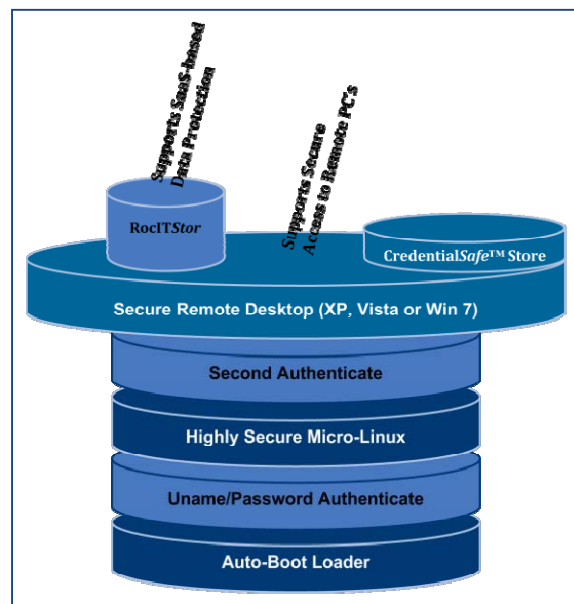 Supports SaaS-based
Data Protection
Supports Secure
Access to Remote PC's
RocITStor
CredentialSafe™ Store
Secure Remote Desktop (XP, Vista or Win 7)
Second Authenticate
Highly Secure Micro-Linux
Uname/Password Authenticate
Auto-Boot Loader